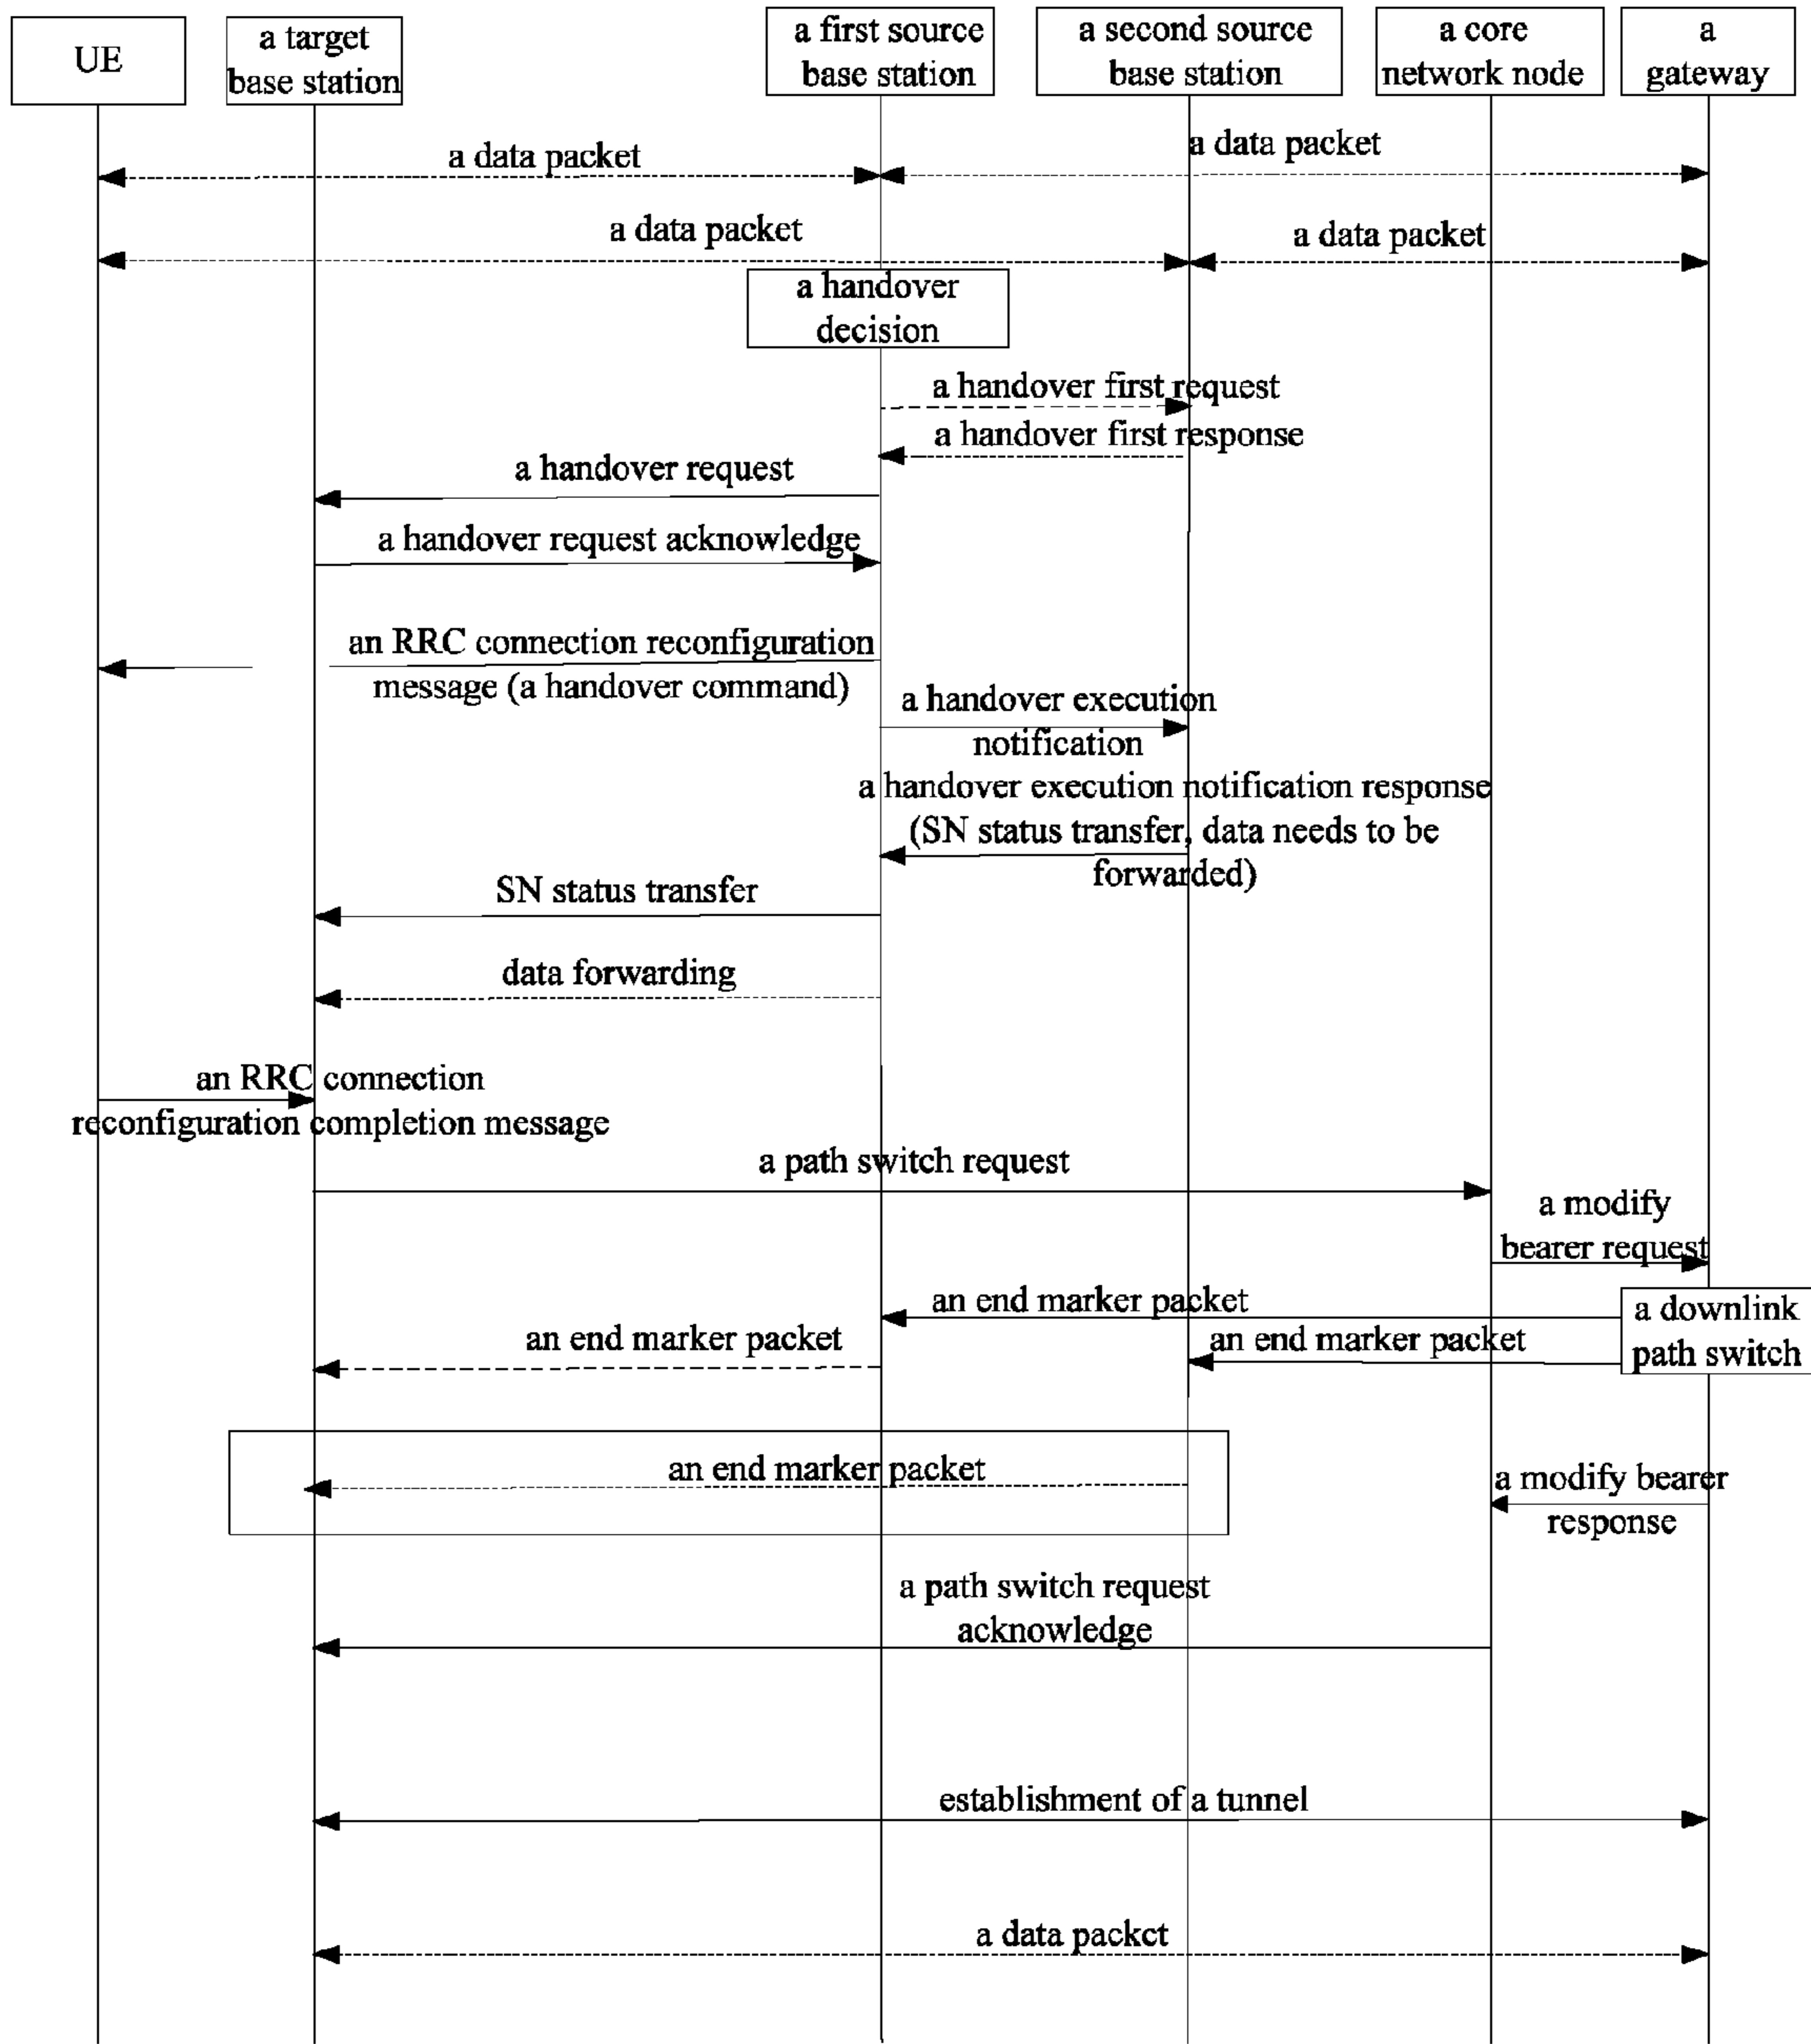 UE
a target
base station
a first source
base station
a second source
base station
a core
network node
a
gateway
a data packet
a data packet
a data packet
a data packet
a handover
decision
a handover first request
a handover first response
a handover request
a handover request acknowledge
an RRC connection reconfiguration
message (a handover command)
a handover execution
notification
a handover execution notification response
(SN status transfer, data needs to be
forwarded)
SN status transfer
data forwarding
an RRC connection
reconfiguration completion message
a path switch request
a modify
bearer request
an end marker packet
a downlink
path switch
an end marker packet
an end marker packet
an end marker packet
a modify bearer
response
a path switch request
acknowledge
establishment of a tunnel
a data packet